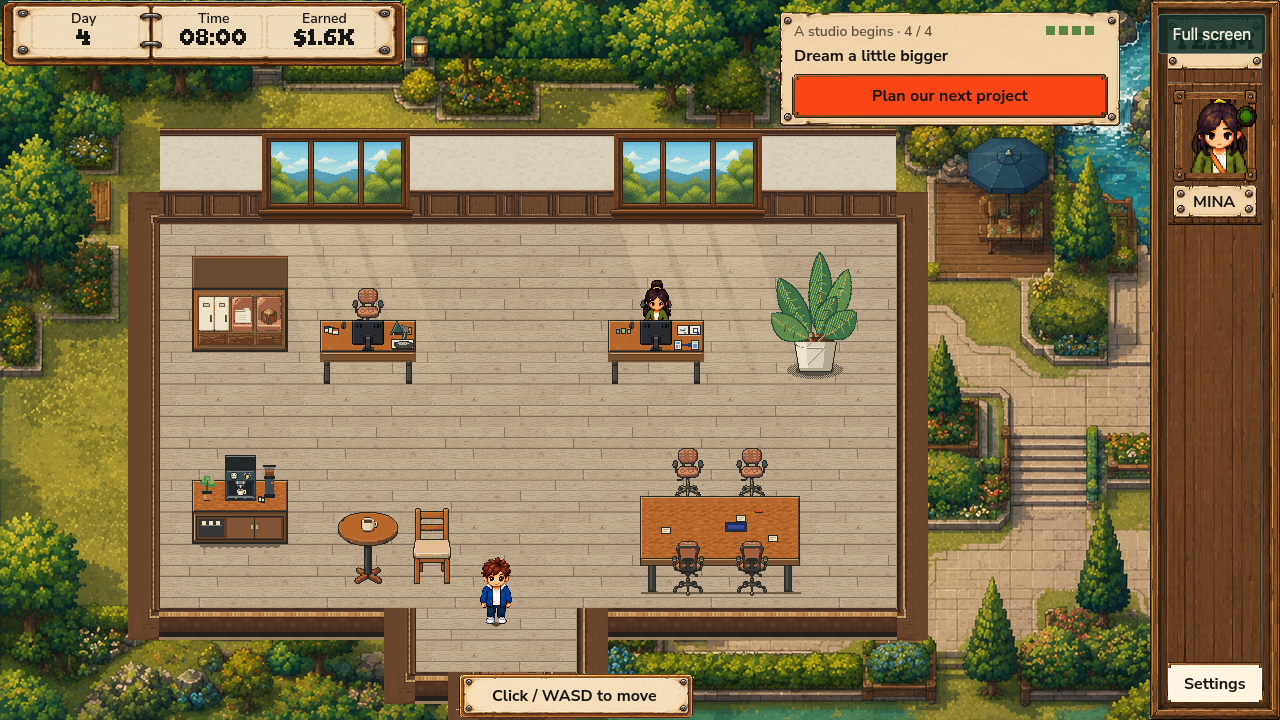 Day
4
Time
08:00
Earned
$1.6K
A studio begins · 4 / 4
Dream a little bigger
Plan our next project
Full screen
MINA
Click / WASD to move
Settings